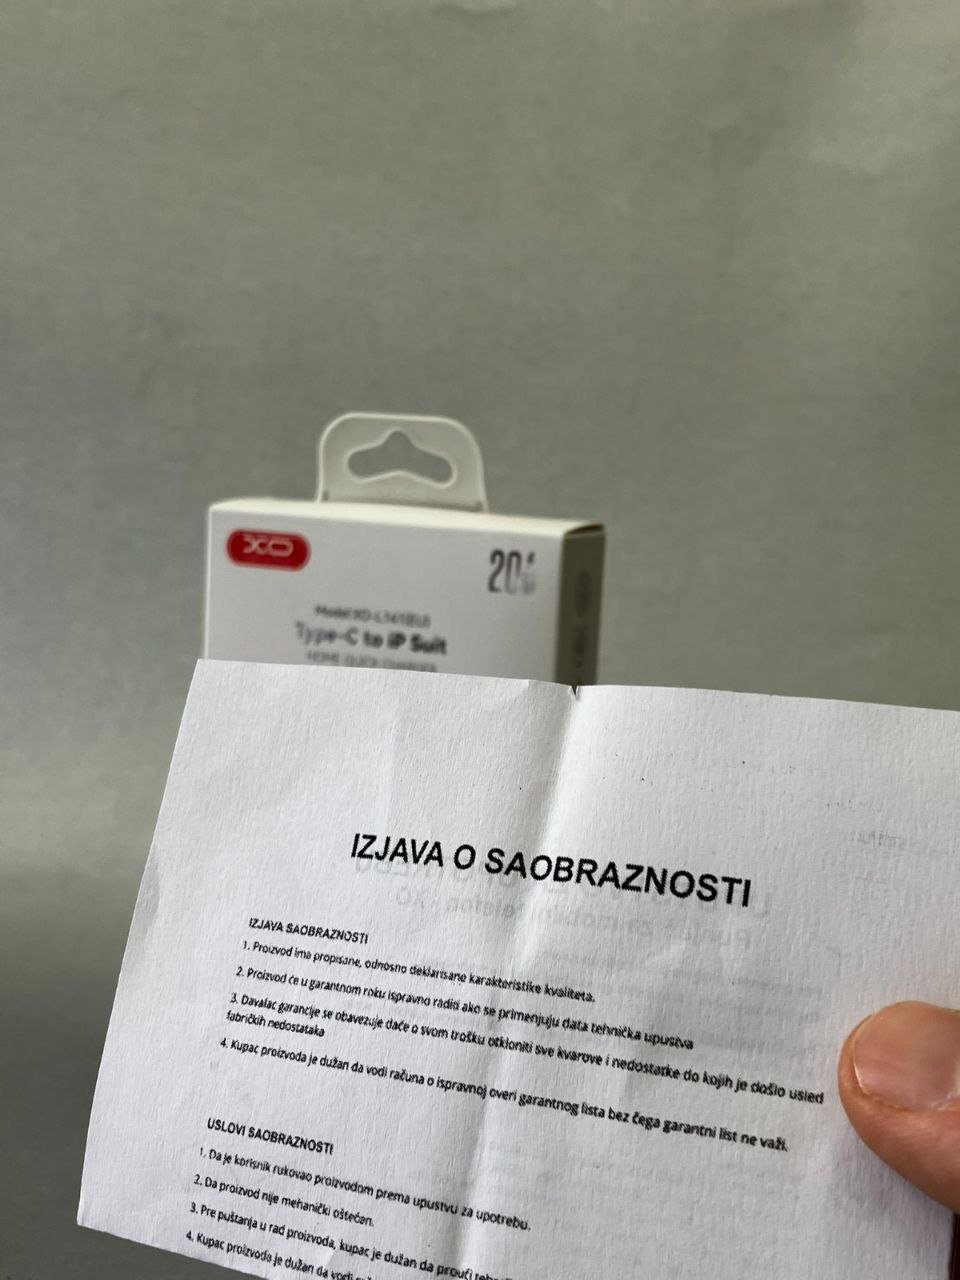 XO
20
Type-C to iP Suit
HOME QUICK CHARGER
IZJAVA O SAOBRAZNOSTI
IZJAVA SAOBRAZNOSTI
1. Proizvod ima propisane, odnosno deklarisane karakteristike kvaliteta.
2. Proizvod će u garantnom roku ispravno raditi ako se primenjuju data tehnička upustva
3. Davalac garancije se obavezuje daće o svom trošku otkloniti sve kvarove i nedostatke do kojih je došlo usled
fabričkih nedostataka
4. Kupac proizvoda je dužan da vodi računa o ispravnoj overi garantnog lista bez čega garantni list ne važi.
USLOVI SAOBRAZNOSTI
1. Da je korisnik rukovao proizvodom prema upustvu za upotrebu.
2. Da proizvod nije mehanički oštećen.
3. Pre puštanja u rad proizvoda, kupac je dužan da prouči
4. Kupac proizvoda je dužan da vodi